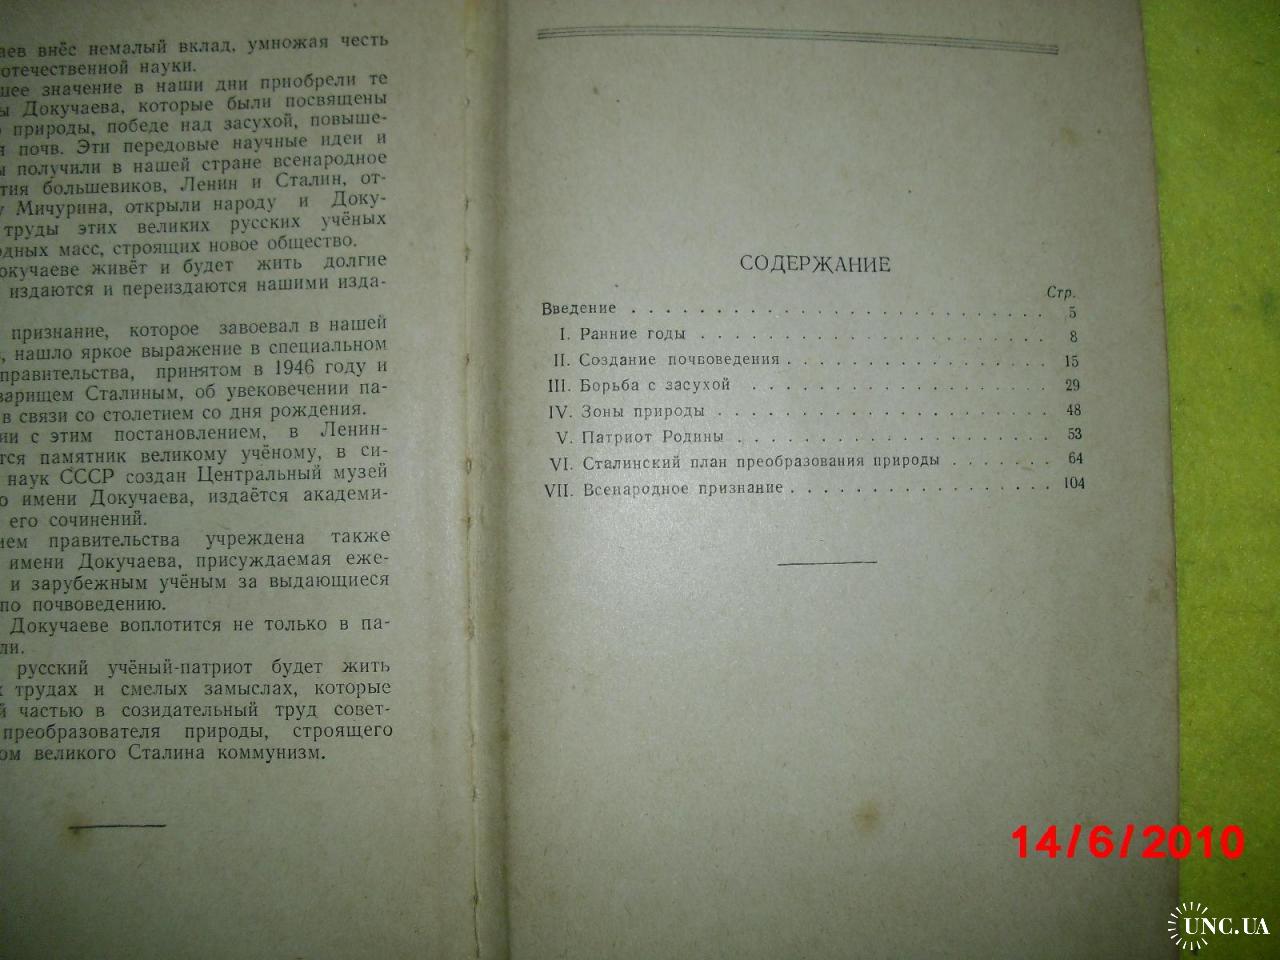 внёс немалый вклад, умножая честь
отечественной науки.
значение в наши дни приобрели те
Докучаева, которые были посвящены
природы, победе над засухой, повыше-
почв. Эти передовые научные идеи и
получили в нашей стране всенародное
большевиков, Ленин и Сталин, от-
Мичурина, открыли народу и Доку-
труды этих великих русских учёных
масс, строящих новое общество.
живёт и будет жить долгие
издаются и переиздаются нашими изда-
признание, которое завоевал в нашей
нашло яркое выражение в специальном
правительства, принятом в 1946 году и
Сталиным, об увековечении па-
в связи со столетием со дня рождения.
с этим постановлением, в Ленин-
памятник великому учёному, в си-
наук СССР создан Центральный музей
имени Докучаева, издаётся академи-
его сочинений.
правительства учреждена также
имени Докучаева, присуждаемая еже-
и зарубежным учёным за выдающиеся
по почвоведению.
Докучаеве воплотится не только в па-
русский учёный-патриот будет жить
трудах и смелых замыслах, которые
частью в созидательный труд совет-
преобразователя природы, строящего
великого Сталина коммунизм.
СОДЕРЖАНИЕ
Стр.
Введение . . . . . . . . . . . . . . . . . . . . . . . . . . 5
I. Ранние годы . . . . . . . . . . . . . . . . . . . . . . . 8
II. Создание почвоведения . . . . . . . . . . . . . . . . . 15
III. Борьба с засухой . . . . . . . . . . . . . . . . . . . 29
IV. Зоны природы . . . . . . . . . . . . . . . . . . . . . 48
V. Патриот Родины . . . . . . . . . . . . . . . . . . . . 53
VI. Сталинский план преобразования природы . . . . . . . 64
VII. Всенародное признание . . . . . . . . . . . . . . . . 104
14/6/2010
UNC.UA